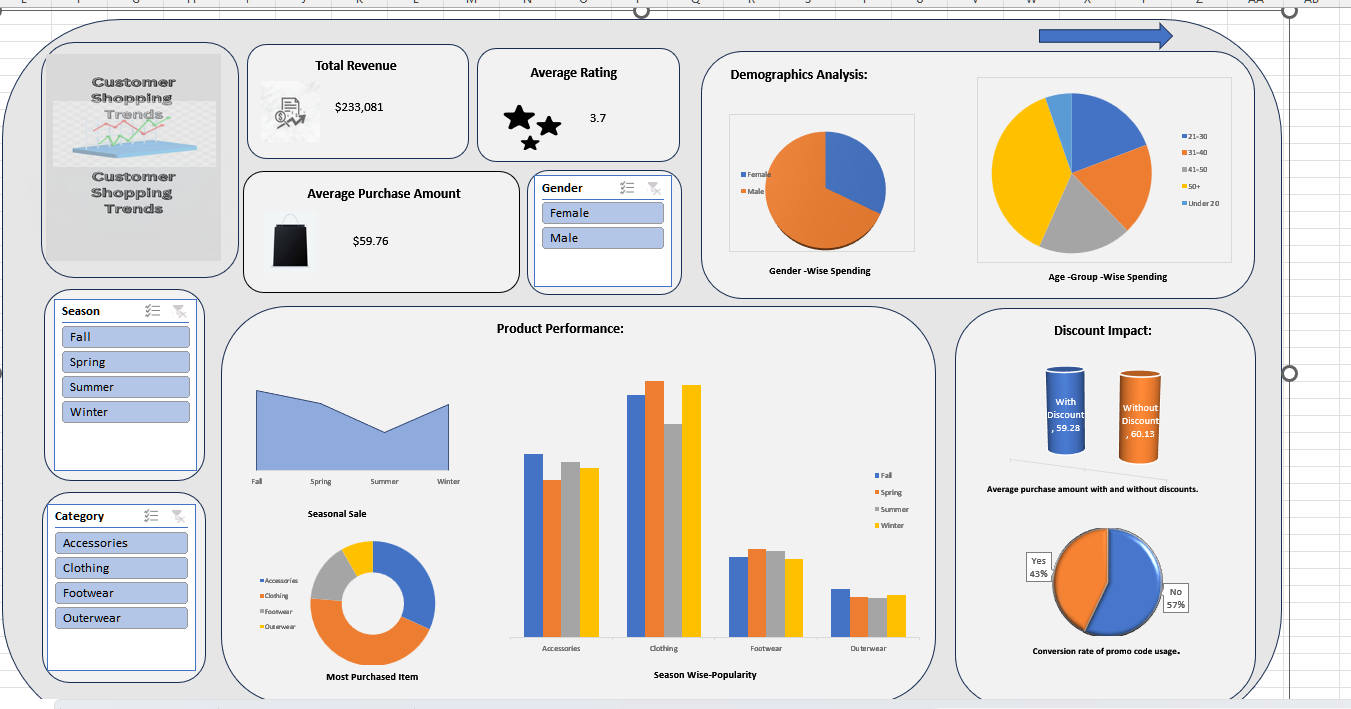 Customer
Shopping
Trends
Customer
Shopping
Trends
Total Revenue
$233,081
Average Rating
3.7
Average Purchase Amount
$59.76
Gender
Female
Male
Demographics Analysis:
Female
Male
Gender -Wise Spending
21-30
31-40
41-50
50+
Under 20
Age -Group -Wise Spending
Season
Fall
Spring
Summer
Winter
Category
Accessories
Clothing
Footwear
Outerwear
Product Performance:
Fall
Spring
Summer
Winter
Seasonal Sale
Accessories
Clothing
Footwear
Outerwear
Most Purchased Item
Accessories
Clothing
Footwear
Outerwear
Fall
Spring
Summer
Winter
Season Wise-Popularity
Discount Impact:
With
Discount
, 59.28
Without
Discount
, 60.13
Average purchase amount with and without discounts.
Yes
43%
No
57%
Conversion rate of promo code usage.